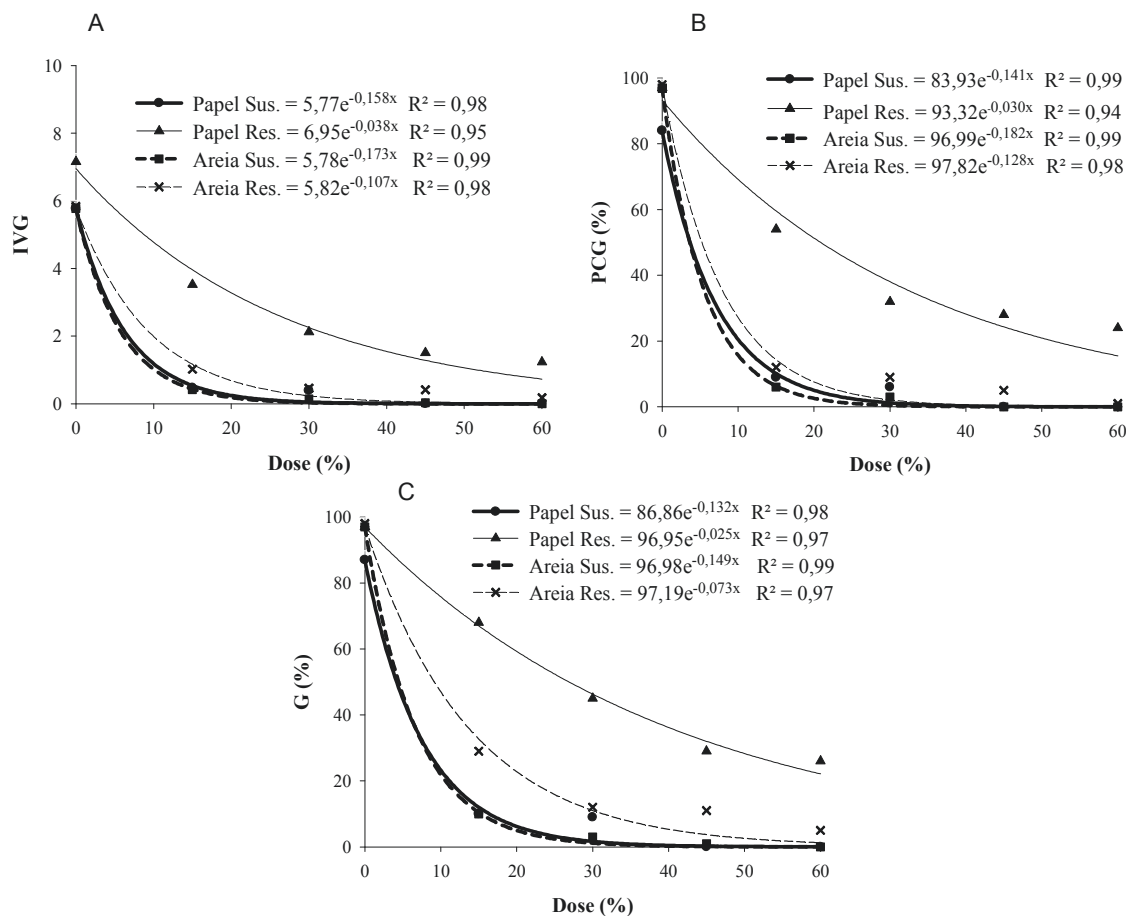 A
10
8
6
4
2
0
IVG
Papel Sus. = 5,77e^-0,158x R² = 0,98
Papel Res. = 6,95e^-0,038x R² = 0,95
Areia Sus. = 5,78e^-0,173x R² = 0,99
Areia Res. = 5,82e^-0,107x R² = 0,98
0 10 20 30 40 50 60
Dose (%)
B
100
80
60
40
20
0
PCG (%)
Papel Sus. = 83,93e^-0,141x R² = 0,99
Papel Res. = 93,32e^-0,030x R² = 0,94
Areia Sus. = 96,99e^-0,182x R² = 0,99
Areia Res. = 97,82e^-0,128x R² = 0,98
0 10 20 30 40 50 60
Dose (%)
C
100
80
60
40
20
0
G (%)
Papel Sus. = 86,86e^-0,132x R² = 0,98
Papel Res. = 96,95e^-0,025x R² = 0,97
Areia Sus. = 96,98e^-0,149x R² = 0,99
Areia Res. = 97,19e^-0,073x R² = 0,97
0 10 20 30 40 50 60
Dose (%)